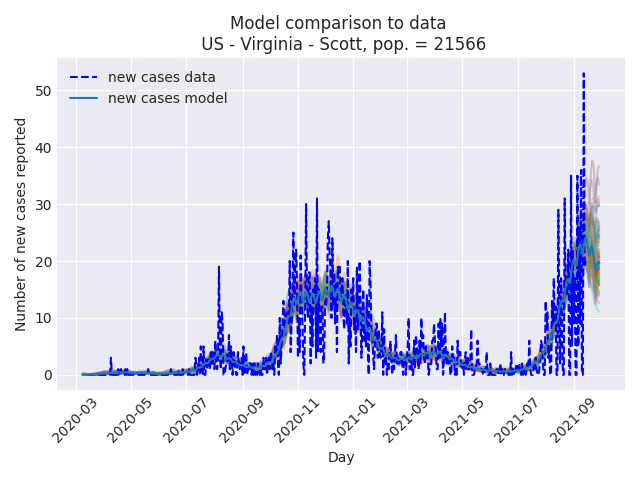 Model comparison to data
US - Virginia - Scott, pop. = 21566
new cases data
new cases model
Number of new cases reported
50
40
30
20
10
0
2020-03
2020-05
2020-07
2020-09
2020-11
2021-01
2021-03
2021-05
2021-07
2021-09
Day